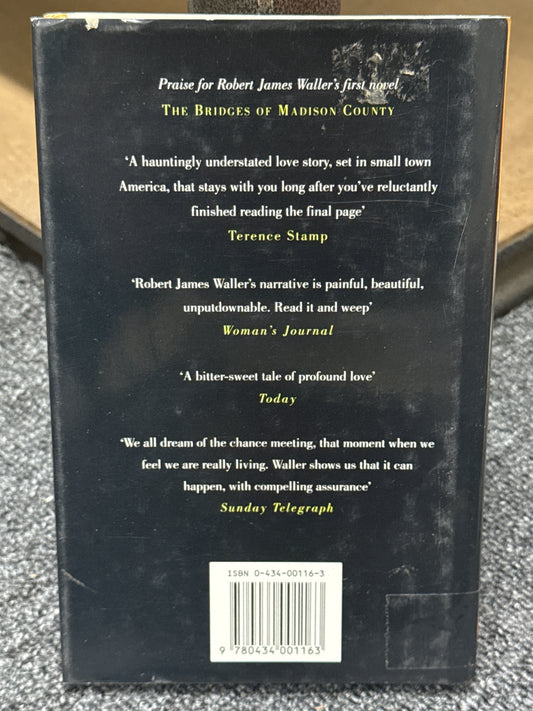 Praise for Robert James Waller's first novel
THE BRIDGES OF MADISON COUNTY
'A hauntingly understated love story, set in small town
America, that stays with you long after you've reluctantly
finished reading the final page'
Terence Stamp
'Robert James Waller's narrative is painful, beautiful,
unputdownable. Read it and weep'
Woman's Journal
'A bitter-sweet tale of profound love'
Today
'We all dream of the chance meeting, that moment when we
feel we are really living. Waller shows us that it can
happen, with compelling assurance'
Sunday Telegraph
ISBN 0-434-00116-3
9 780434 001163